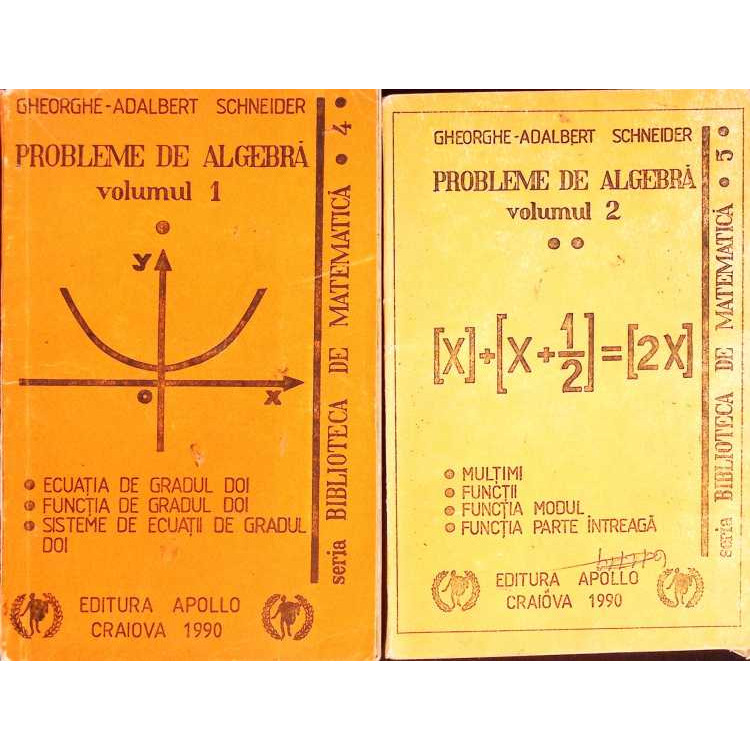 GHEORGHE-ADALBERT SCHNEIDER
PROBLEME DE ALGEBRĂ
volumul 1
y
O
x
• ECUAȚIA DE GRADUL DOI
• FUNCȚIA DE GRADUL DOI
• SISTEME DE ECUAȚII DE GRADUL
DOI
EDITURA APOLLO
CRAIOVA 1990
seria BIBLIOTECA DE MATEMATICĂ • 4 •
GHEORGHE-ADALBERT SCHNEIDER
PROBLEME DE ALGEBRĂ
volumul 2
[X]+[X+1/2]=[2X]
• MULȚIMI
• FUNCȚII
• FUNCȚIA MODUL
• FUNCȚIA PARTE ÎNTREAGĂ
EDITURA APOLLO
CRAIOVA 1990
seria BIBLIOTECA DE MATEMATICĂ • 5 •